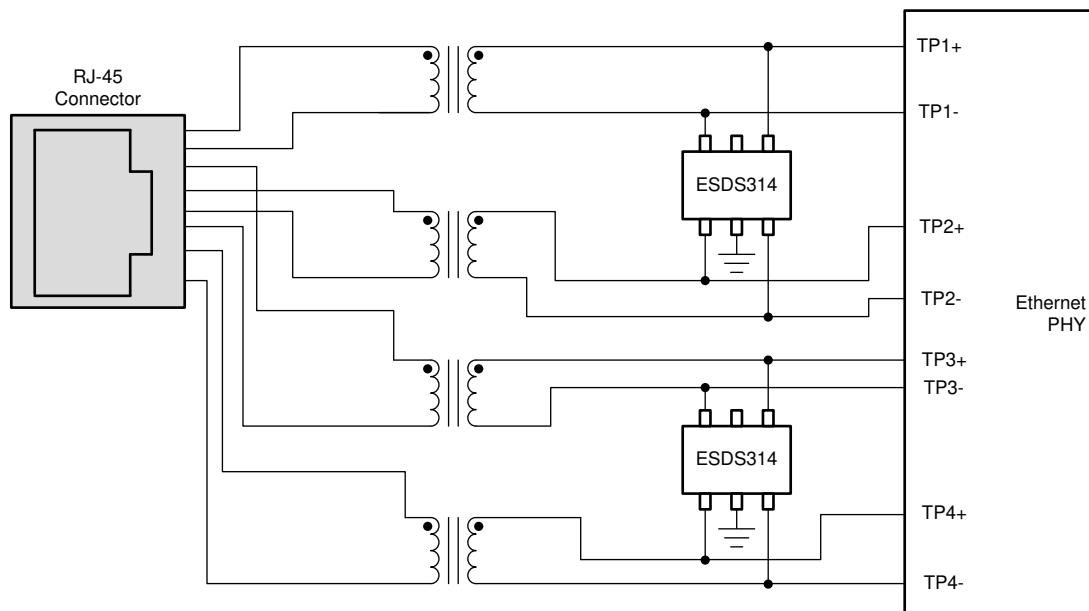 RJ-45
Connector
TP1+
TP1-
ESDS314
TP2+
TP2-
Ethernet
PHY
TP3+
TP3-
ESDS314
TP4+
TP4-